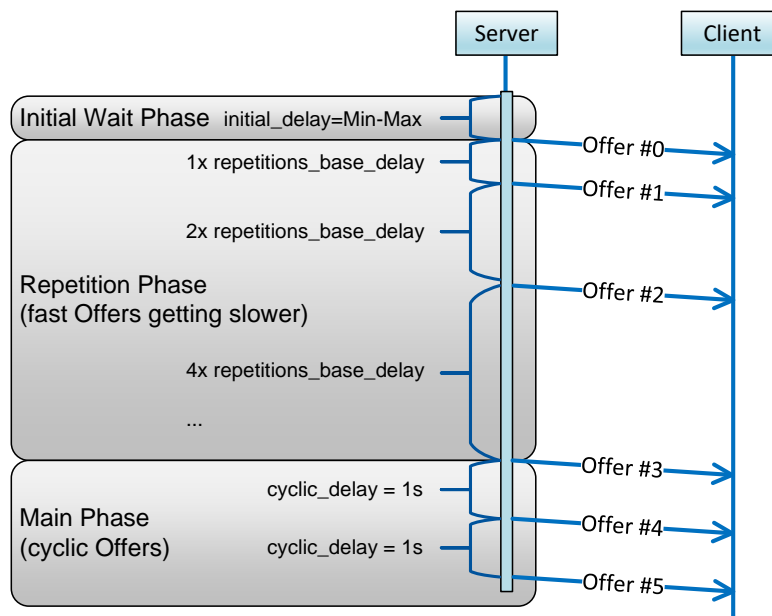 Server
Client
Initial Wait Phase initial_delay=Min-Max
Offer #0
1x repetitions_base_delay
Offer #1
2x repetitions_base_delay
Repetition Phase
(fast Offers getting slower)
Offer #2
4x repetitions_base_delay
...
Offer #3
cyclic_delay = 1s
Main Phase
(cyclic Offers)
Offer #4
cyclic_delay = 1s
Offer #5